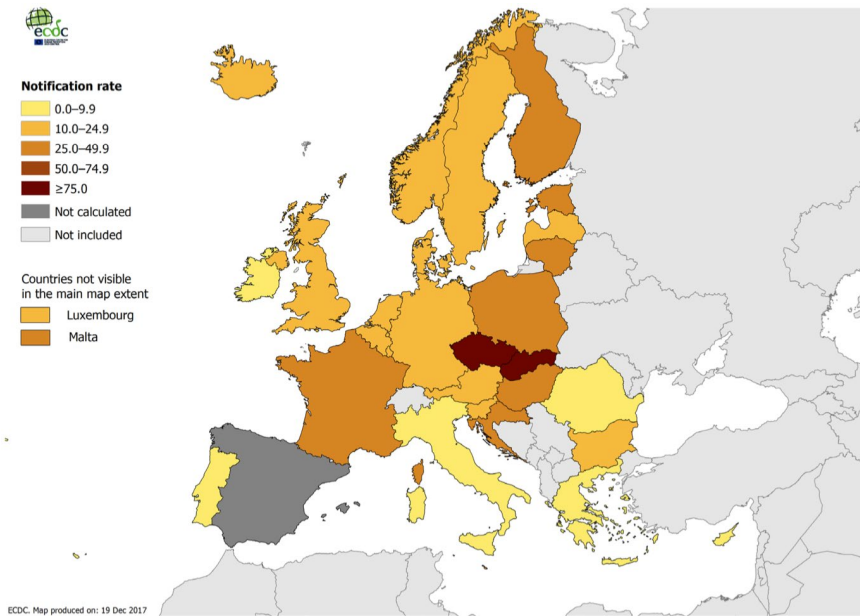 ecdc
Notification rate
0.0–9.9
10.0–24.9
25.0–49.9
50.0–74.9
≥75.0
Not calculated
Not included
Countries not visible
in the main map extent
Luxembourg
Malta
ECDC. Map produced on: 19 Dec 2017